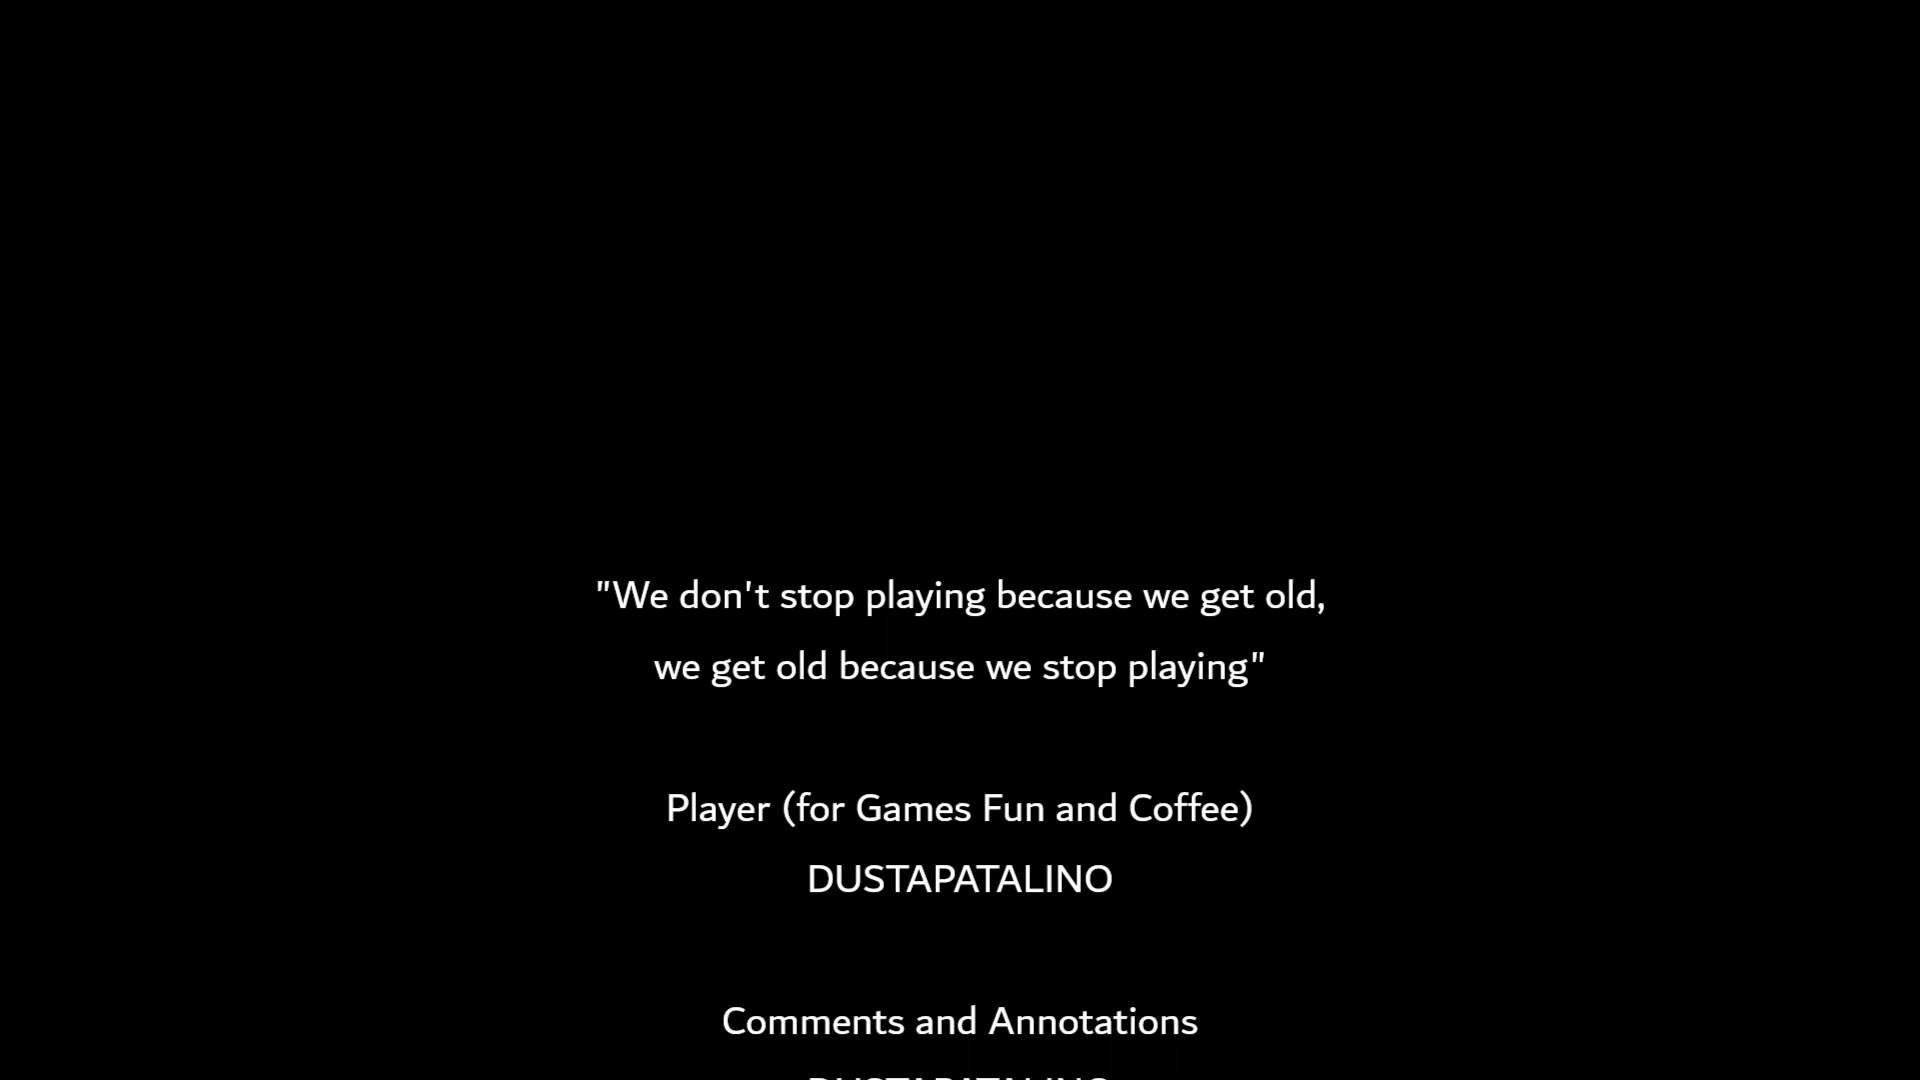 "We don't stop playing because we get old,
we get old because we stop playing"
Player (for Games Fun and Coffee)
DUSTAPATALINO
Comments and Annotations